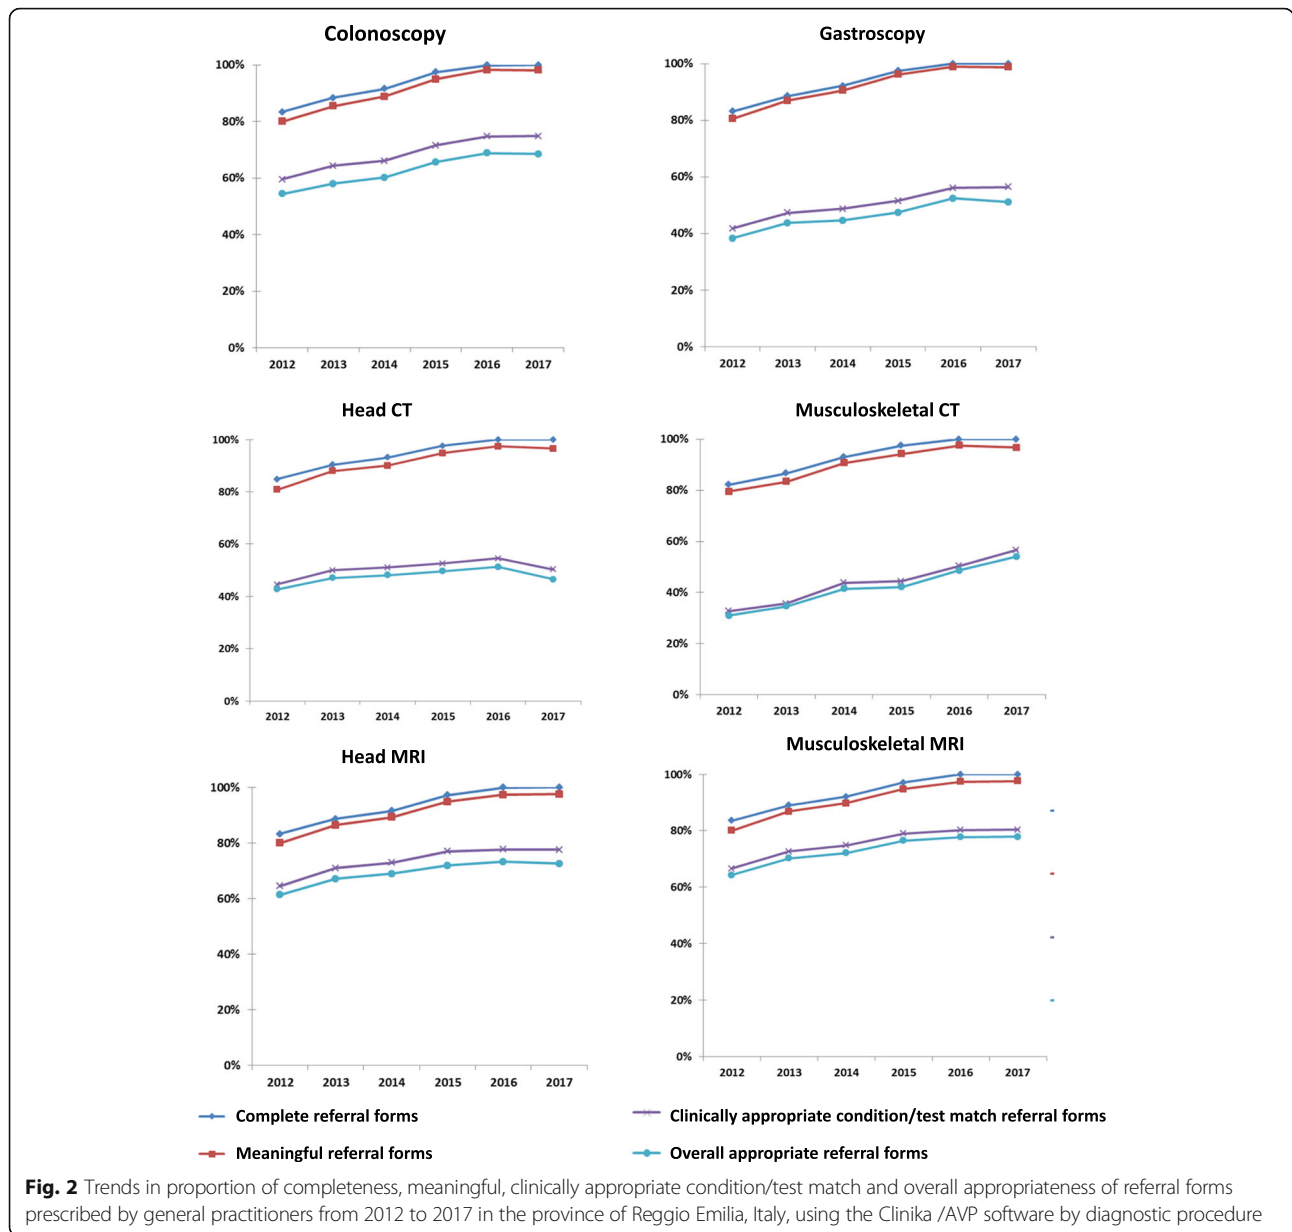 Colonoscopy
100%
80%
60%
40%
20%
0%
2012 2013 2014 2015 2016 2017
Gastroscopy
100%
80%
60%
40%
20%
0%
2012 2013 2014 2015 2016 2017
Head CT
100%
80%
60%
40%
20%
0%
2012 2013 2014 2015 2016 2017
Musculoskeletal CT
100%
80%
60%
40%
20%
0%
2012 2013 2014 2015 2016 2017
Head MRI
100%
80%
60%
40%
20%
0%
2012 2013 2014 2015 2016 2017
Musculoskeletal MRI
100%
80%
60%
40%
20%
0%
2012 2013 2014 2015 2016 2017
Complete referral forms
Clinically appropriate condition/test match referral forms
Meaningful referral forms
Overall appropriate referral forms
Fig. 2 Trends in proportion of completeness, meaningful, clinically appropriate condition/test match and overall appropriateness of referral forms
prescribed by general practitioners from 2012 to 2017 in the province of Reggio Emilia, Italy, using the Clinika /AVP software by diagnostic procedure